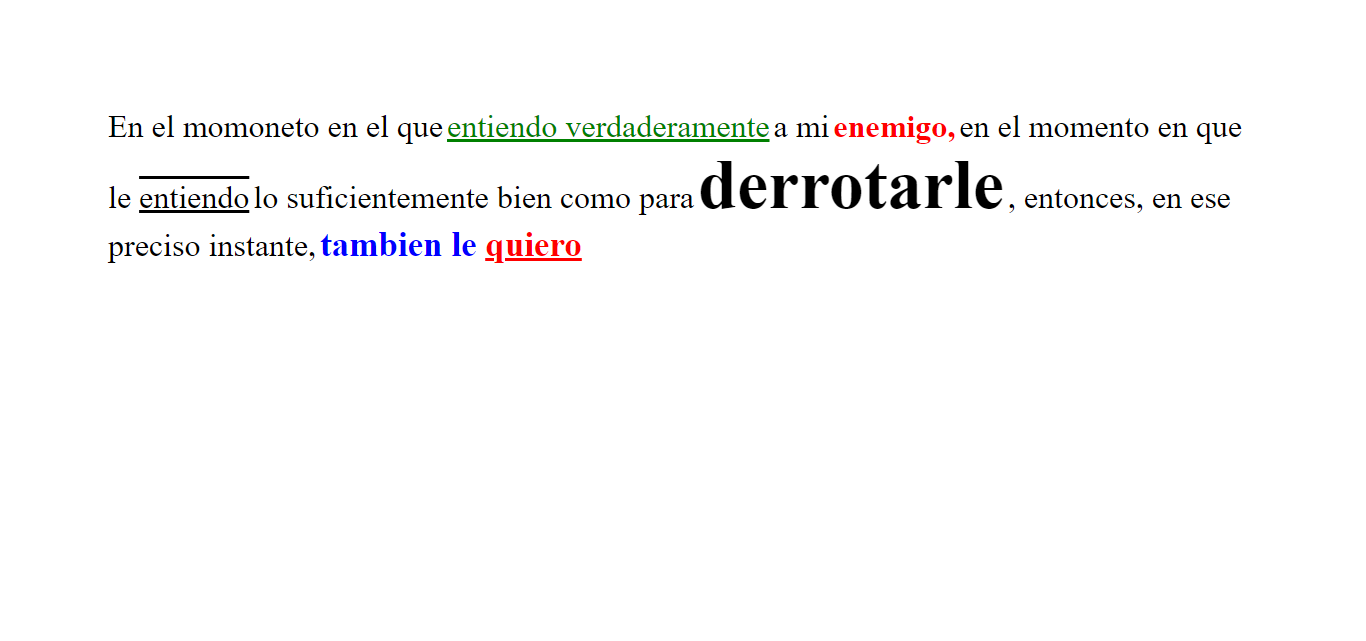 En el momoneto en el que entiendo verdaderamente a mi enemigo, en el momento en que
le entiendo lo suficientemente bien como para derrotarle, entonces, en ese
preciso instante, tambien le quiero